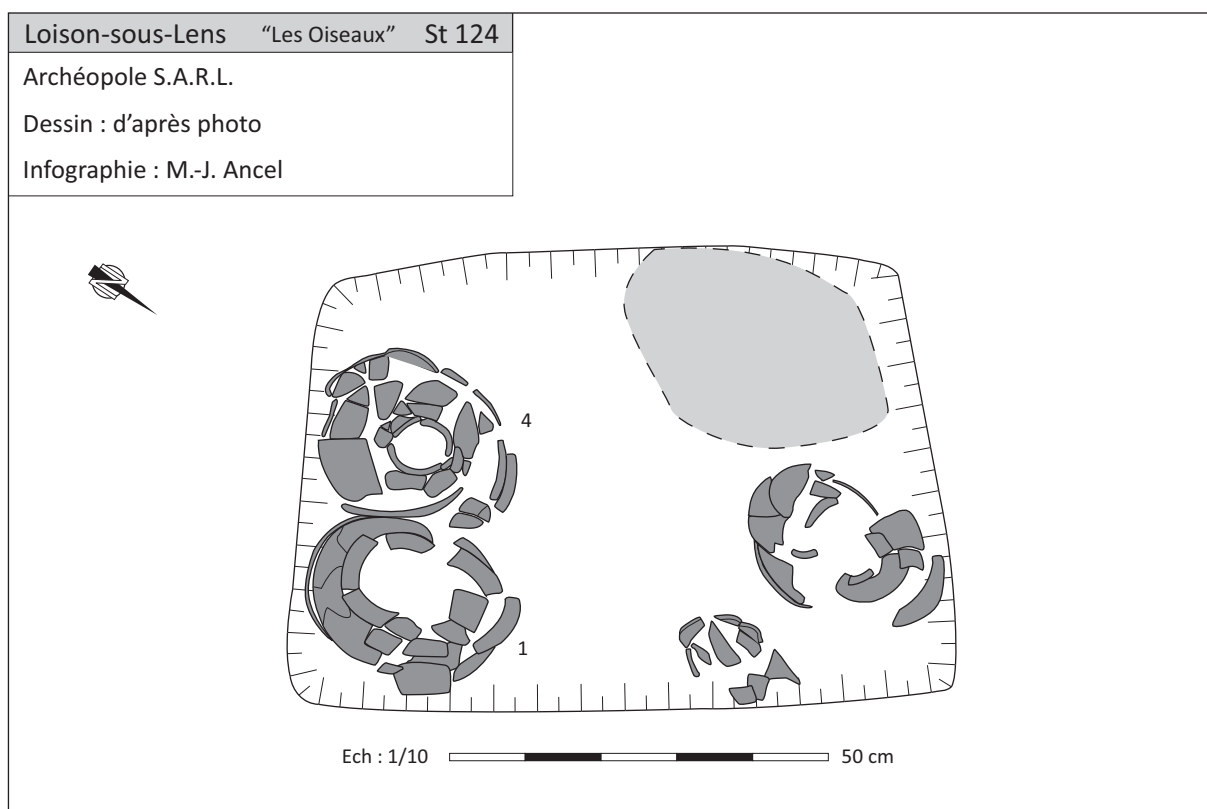 Loison-sous-Lens “Les Oiseaux” St 124
Archéopole S.A.R.L.
Dessin : d’après photo
Infographie : M.-J. Ancel
N
4
1
Ech : 1/10 50 cm